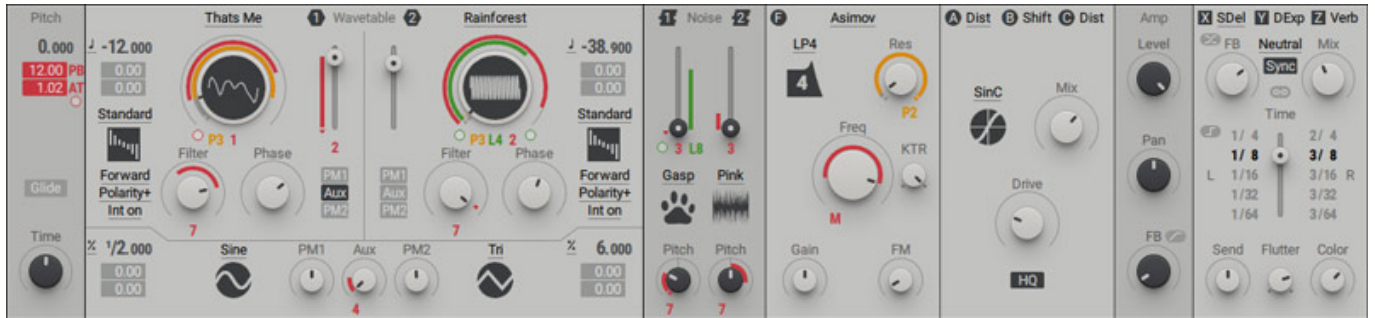 Pitch
0.000
12.00 PB
1.02 AT
Glide
Time
Thats Me
1 Wavetable 2
Rainforest
-12.000
0.00
0.00
Standard
P3 1
Filter Phase
Forward
Polarity+
Int on
7
2
PM1 PM1
Aux
PM2 PM2
-38.900
0.00
0.00
Standard
P3 L4 2
Filter Phase
Forward
Polarity+
Int on
7
% 1/2.000
0.00
0.00
Sine
PM1 Aux PM2
4
Tri
% 6.000
0.00
0.00
1 Noise 2
3 L8 3
Gasp Pink
Pitch Pitch
7 7
F Asimov
LP4 Res
4
P2
Freq
KTR
M
Gain FM
A Dist B Shift C Dist
SinC Mix
Drive
HQ
Amp
Level
Pan
FB
X SDel Y DExp Z Verb
FB Neutral Mix
Sync
Time
1/ 4 2/ 4
1/ 8 3/ 8
L 1/16 3/16 R
1/32 3/32
1/64 3/64
Send Flutter Color